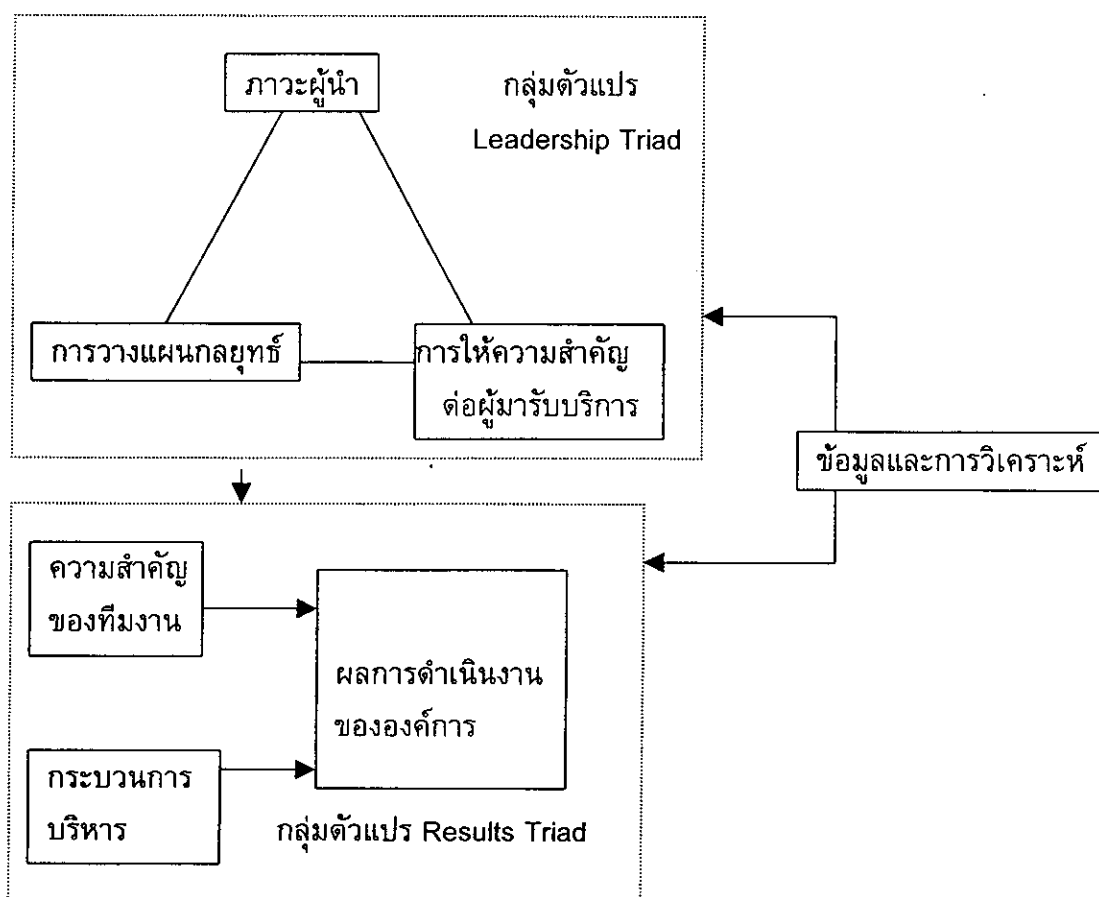 ภาวะผู้นำ
กลุ่มตัวแปร
Leadership Triad
การวางแผนกลยุทธ์
การให้ความสำคัญ
ต่อผู้มารับบริการ
ข้อมูลและการวิเคราะห์
ความสำคัญ
ของทีมงาน
ผลการดำเนินงาน
ขององค์การ
กระบวนการ
บริหาร
กลุ่มตัวแปร Results Triad